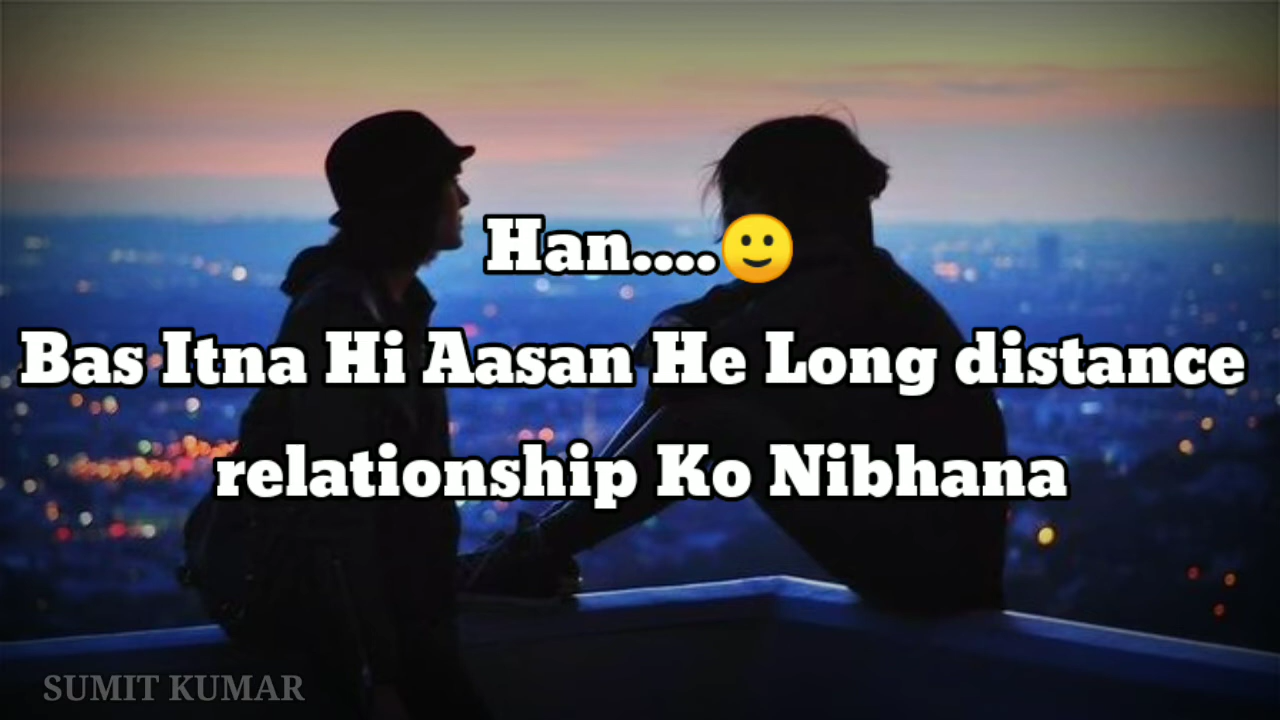 Han....🙂
Bas Itna Hi Aasan He Long distance
relationship Ko Nibhana
SUMIT KUMAR